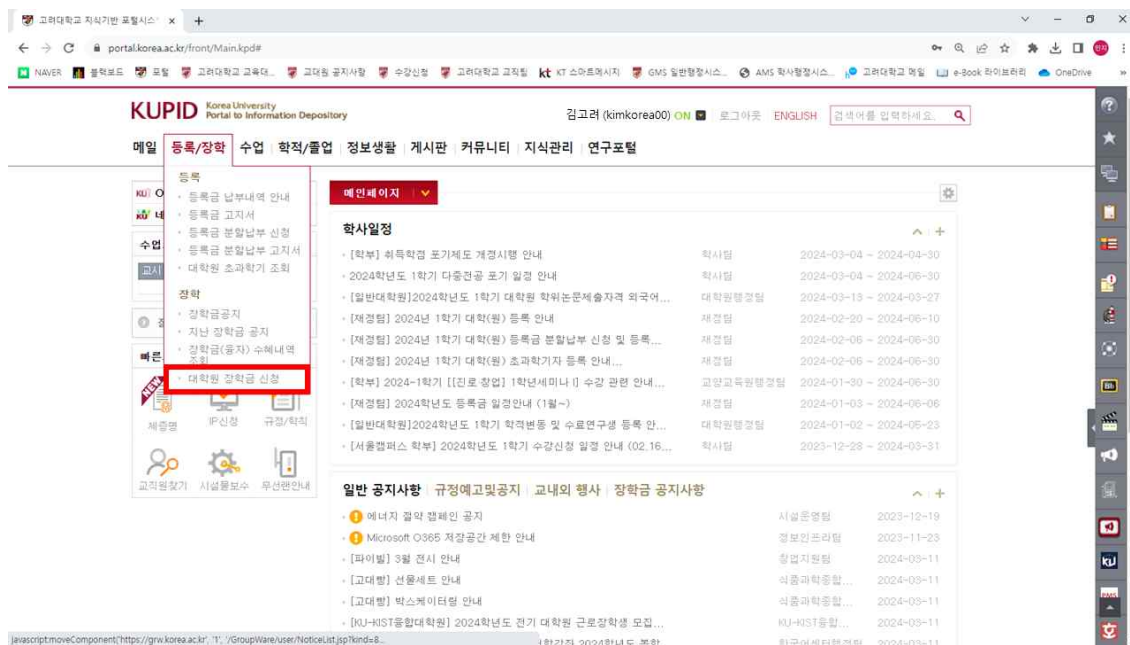 고려대학교 지식기반 포털시스
portal.korea.ac.kr/front/Main.kpd#
NAVER 블랙보드 포털 고려대학교 교육대... 고대원 공지사항 수강신청 고려대학교 교직팀 kt KT 스마트메시지 GMS 일반행정시스... AMS 학사행정시스... 고려대학교 메일 e-Book 라이브러리 OneDrive »
KUPID Korea University
Portal to Information Depository
김고려 (kimkorea00) ON 로그아웃 ENGLISH 검색어를 입력하세요.
메일 등록/장학 수업 학적/졸업 정보생활 게시판 커뮤니티 지식관리 연구포털
등록
등록금 납부내역 안내
등록금 고지서
등록금 분할납부 신청
등록금 분할납부 고지서
대학원 초과학기 조회
장학
장학금공지
지난 장학금 공지
장학금(융자) 수혜내역
조회
대학원 장학금 신청
KU O
네
수업
교시
빠른
NEW
제증명 IP신청 규정/학칙
교직원찾기 시설물보수 무선랜안내
메인페이지
학사일정
[학부] 취득학점 포기제도 개정시행 안내 학사팀 2024-03-04 ~ 2024-04-30
2024학년도 1학기 다중전공 포기 일정 안내 학사팀 2024-03-04 ~ 2024-06-30
[일반대학원]2024학년도 1학기 대학원 학위논문제출자격 외국어... 대학원행정팀 2024-03-13 ~ 2024-03-27
[재정팀] 2024년 1학기 대학(원) 등록 안내 재정팀 2024-02-20 ~ 2024-06-10
[재정팀] 2024년 1학기 대학(원) 등록금 분할납부 신청 및 등록... 재정팀 2024-02-06 ~ 2024-06-30
[재정팀] 2024년 1학기 대학(원) 초과학기자 등록 안내... 재정팀 2024-02-06 ~ 2024-06-30
[학부] 2024-1학기 [[진로·창업] 1학년세미나 I] 수강 관련 안내... 교양교육원행정팀 2024-01-30 ~ 2024-06-30
[재정팀] 2024학년도 등록금 일정안내 (1월~) 재정팀 2024-01-03 ~ 2024-06-06
[일반대학원]2024학년도 1학기 학적변동 및 수료연구생 등록 안... 대학원행정팀 2024-01-02 ~ 2024-05-23
[서울캠퍼스 학부] 2024학년도 1학기 수강신청 일정 안내 (02.16... 학사팀 2023-12-28 ~ 2024-03-31
일반 공지사항 규정예고및공지 교내외 행사 장학금 공지사항
에너지 절약 캠페인 공지 시설운영팀 2023-12-19
Microsoft O365 저장공간 제한 안내 정보인프라팀 2023-11-23
[파이빌] 3월 전시 안내 창업지원팀 2024-03-11
[고대빵] 선물세트 안내 식품과학종합... 2024-03-11
[고대빵] 박스케이터링 안내 식품과학종합... 2024-03-11
[KU-KIST융합대학원] 2024학년도 전기 대학원 근로장학생 모집... KU-KIST융합... 2024-03-11
한국어센터행정팀 2024-03-11
javascript:moveComponent('https://grw.korea.ac.kr', '1', '/GroupWare/user/NoticeList.jsp?kind=8...
Bb
KU
PMS